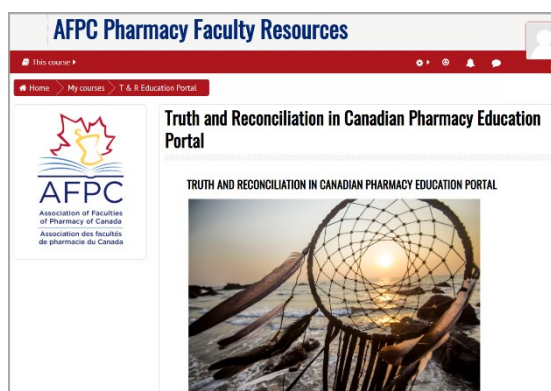 AFPC Pharmacy Faculty Resources
This course
Home My courses T & R Education Portal
Truth and Reconciliation in Canadian Pharmacy Education
Portal
AFPC
Association of Faculties
of Pharmacy of Canada
Association des facultés
de pharmacie du Canada
TRUTH AND RECONCILIATION IN CANADIAN PHARMACY EDUCATION PORTAL